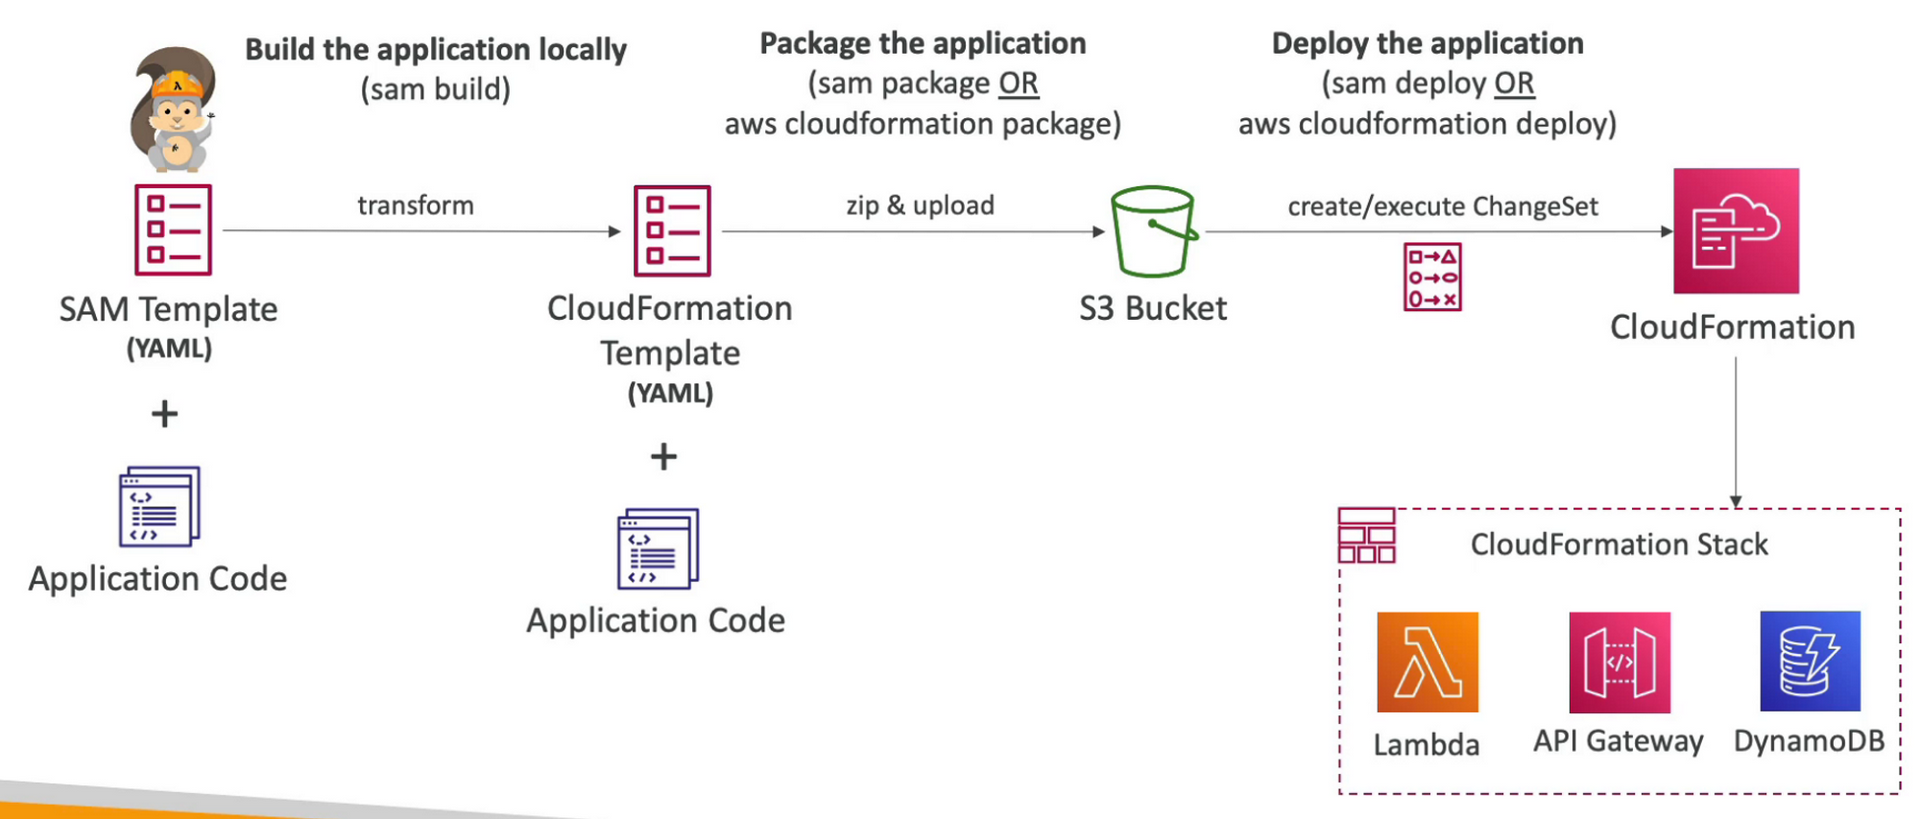 Build the application locally
(sam build)
Package the application
(sam package OR
aws cloudformation package)
Deploy the application
(sam deploy OR
aws cloudformation deploy)
transform
zip & upload
create/execute ChangeSet
SAM Template
(YAML)
+
Application Code
CloudFormation
Template
(YAML)
+
Application Code
S3 Bucket
CloudFormation
CloudFormation Stack
Lambda
API Gateway
DynamoDB